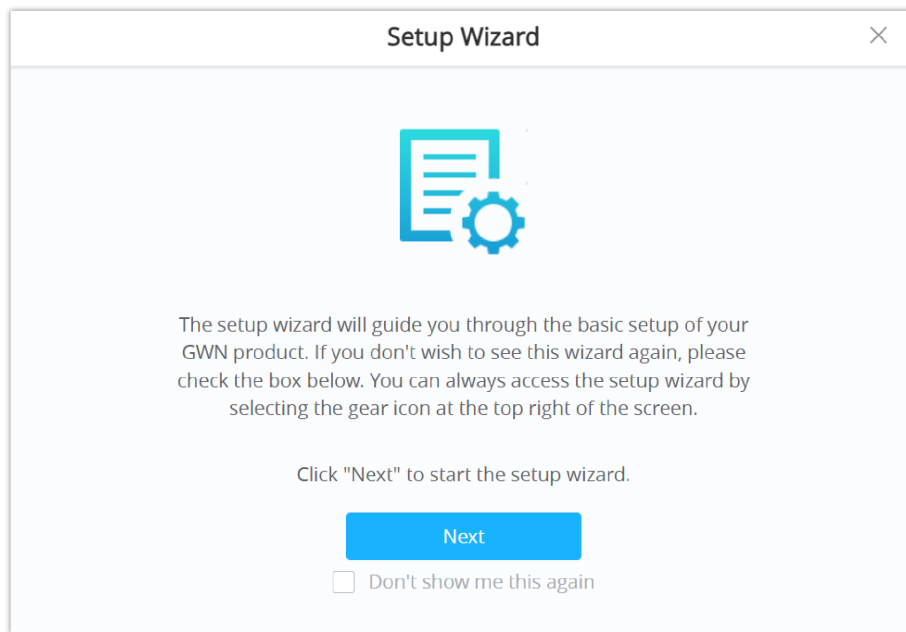 Setup Wizard
The setup wizard will guide you through the basic setup of your
GWN product. If you don't wish to see this wizard again, please
check the box below. You can always access the setup wizard by
selecting the gear icon at the top right of the screen.
Click "Next" to start the setup wizard.
Next
Don't show me this again